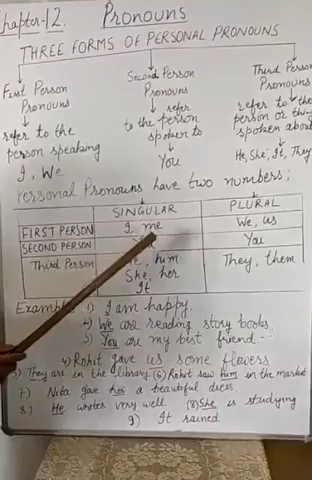 Chapter-12. Pronouns
THREE FORMS OF PERSONAL PRONOUNS
First Person Pronouns
refer to the person speaking
I, We
Second Person Pronouns
refer to the person spoken to
You
Third Person Pronouns
refer to the person or thing spoken about
He, She, It, They
Personal Pronouns have two numbers;
SINGULAR PLURAL
FIRST PERSON I, me We, us
SECOND PERSON You
Third Person him They, them
She, her
It
Example 1) I am happy.
2) We are reading story books
3) You are my best friend
4) Rohit gave us some flowers
5) They are in the library (6) Rohit saw him in the market
7) Nita gave her a beautiful dress
8) He writes very well (8) She is studying
9) It rained